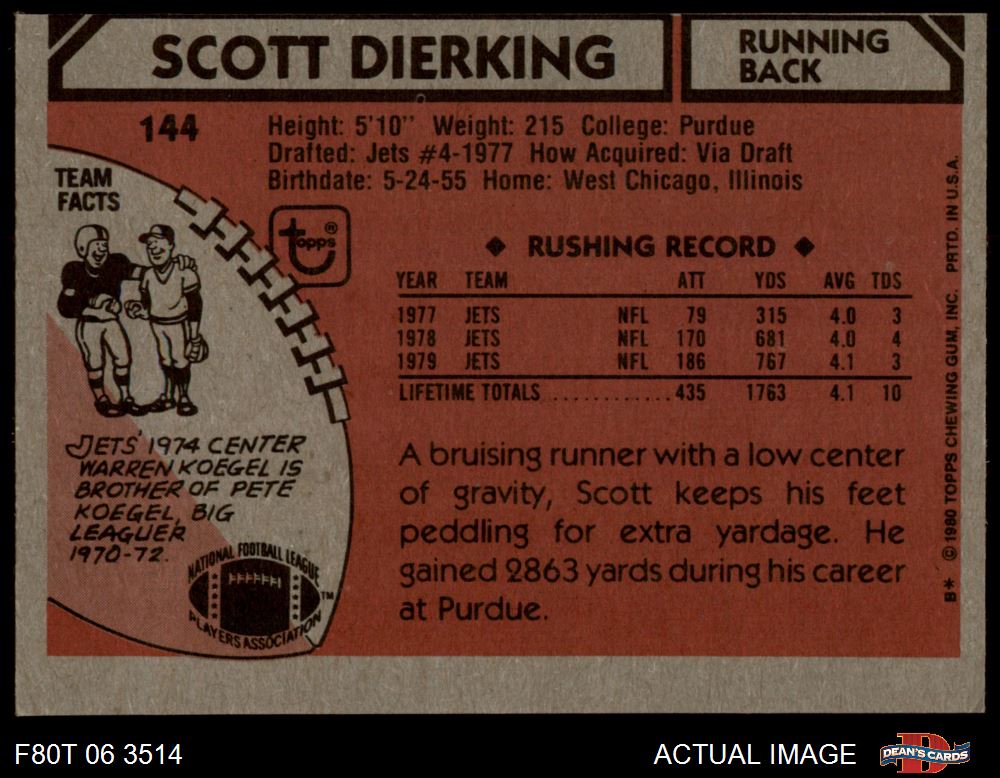 SCOTT DIERKING
RUNNING
BACK
144
Height: 5'10" Weight: 215 College: Purdue
Drafted: Jets #4-1977 How Acquired: Via Draft
Birthdate: 5-24-55 Home: West Chicago, Illinois
TEAM
FACTS
topps®
◆ RUSHING RECORD ◆
YEAR TEAM ATT YDS AVG TDS
1977 JETS NFL 79 315 4.0 3
1978 JETS NFL 170 681 4.0 4
1979 JETS NFL 186 767 4.1 3
LIFETIME TOTALS ............ 435 1763 4.1 10
JETS' 1974 CENTER
WARREN KOEGEL IS
BROTHER OF PETE
KOEGEL, BIG
LEAGUER
1970-72.
NATIONAL FOOTBALL LEAGUE
PLAYERS ASSOCIATION
TM
A bruising runner with a low center
of gravity, Scott keeps his feet
peddling for extra yardage. He
gained 2863 yards during his career
at Purdue.
B* © 1980 TOPPS CHEWING GUM, INC. PRTD. IN U.S.A.
F80T 06 3514
ACTUAL IMAGE
DEAN'S CARDS